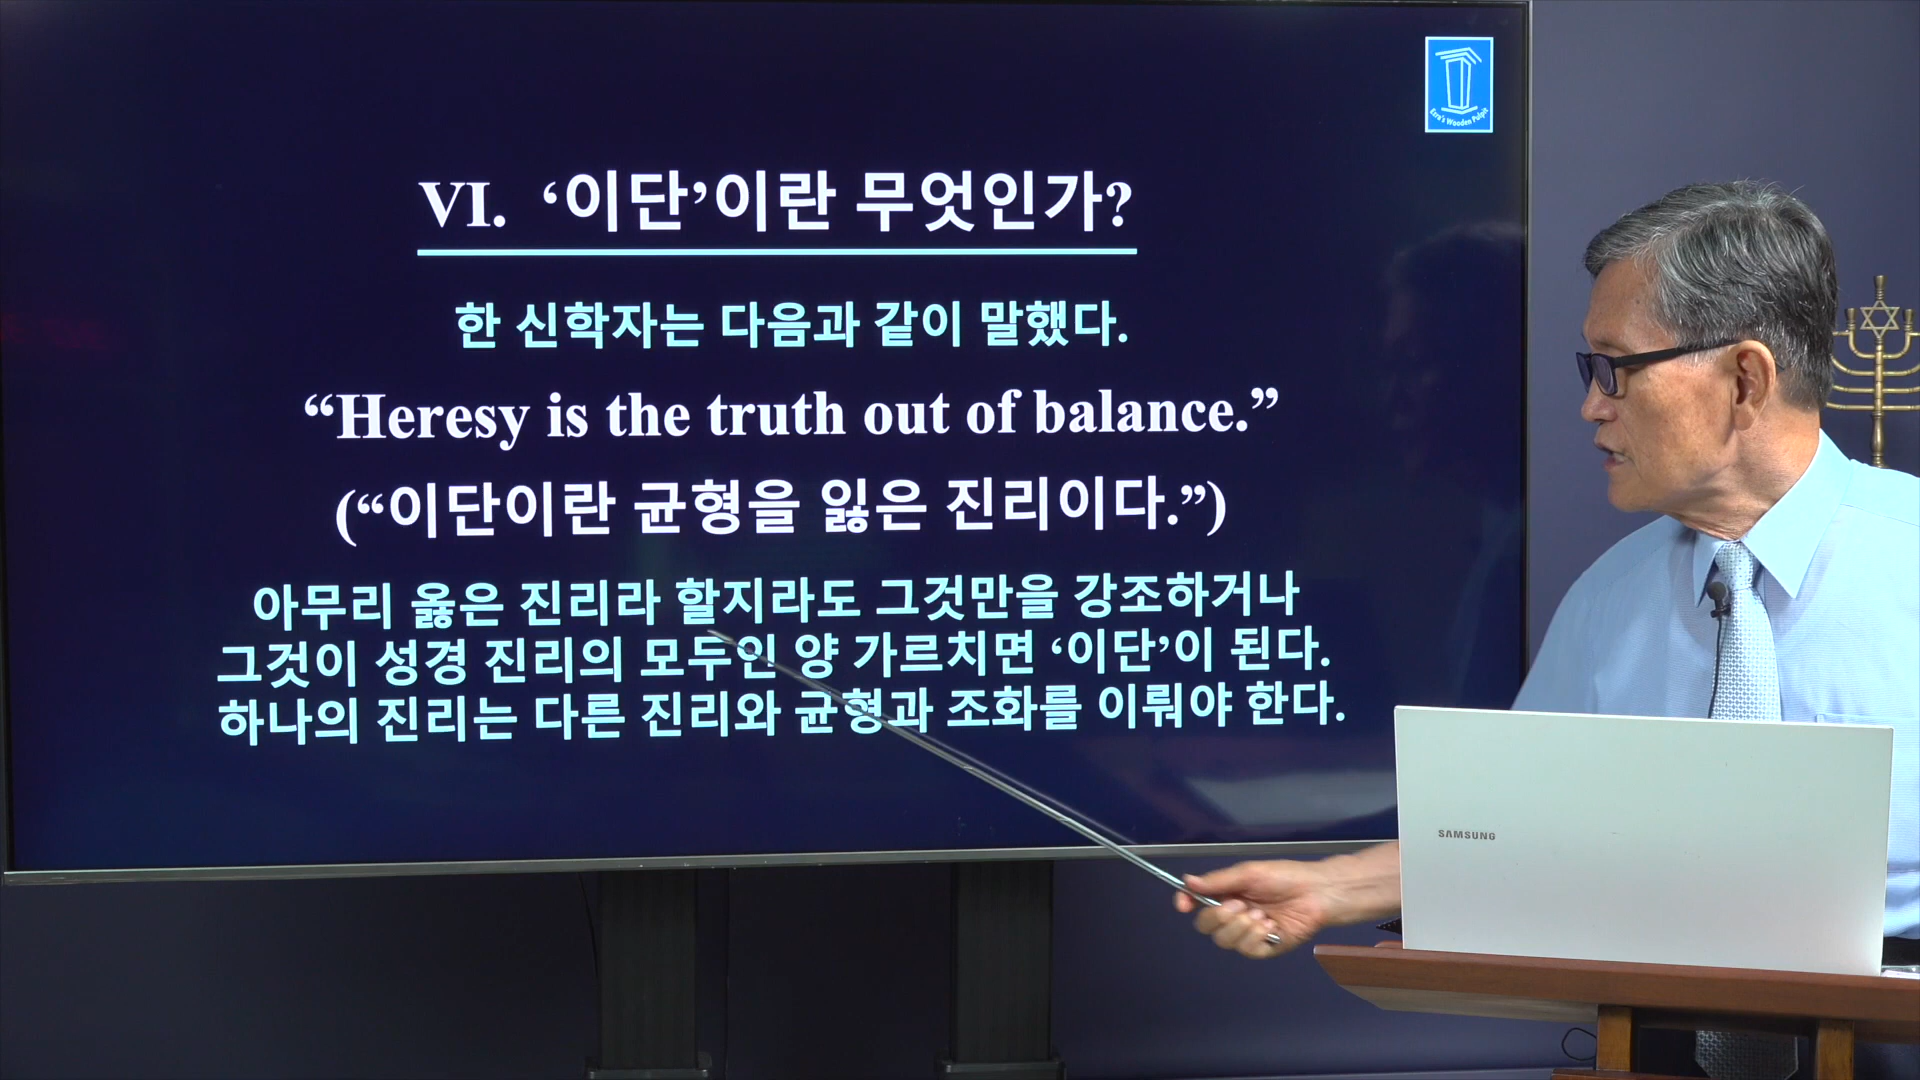 Ezra's Wooden Pulpit
VI. ‘이단’이란 무엇인가?
한 신학자는 다음과 같이 말했다.
“Heresy is the truth out of balance.”
(“이단이란 균형을 잃은 진리이다.”)
아무리 옳은 진리라 할지라도 그것만을 강조하거나
그것이 성경 진리의 모두인 양 가르치면 ‘이단’이 된다.
하나의 진리는 다른 진리와 균형과 조화를 이뤄야 한다.
SAMSUNG